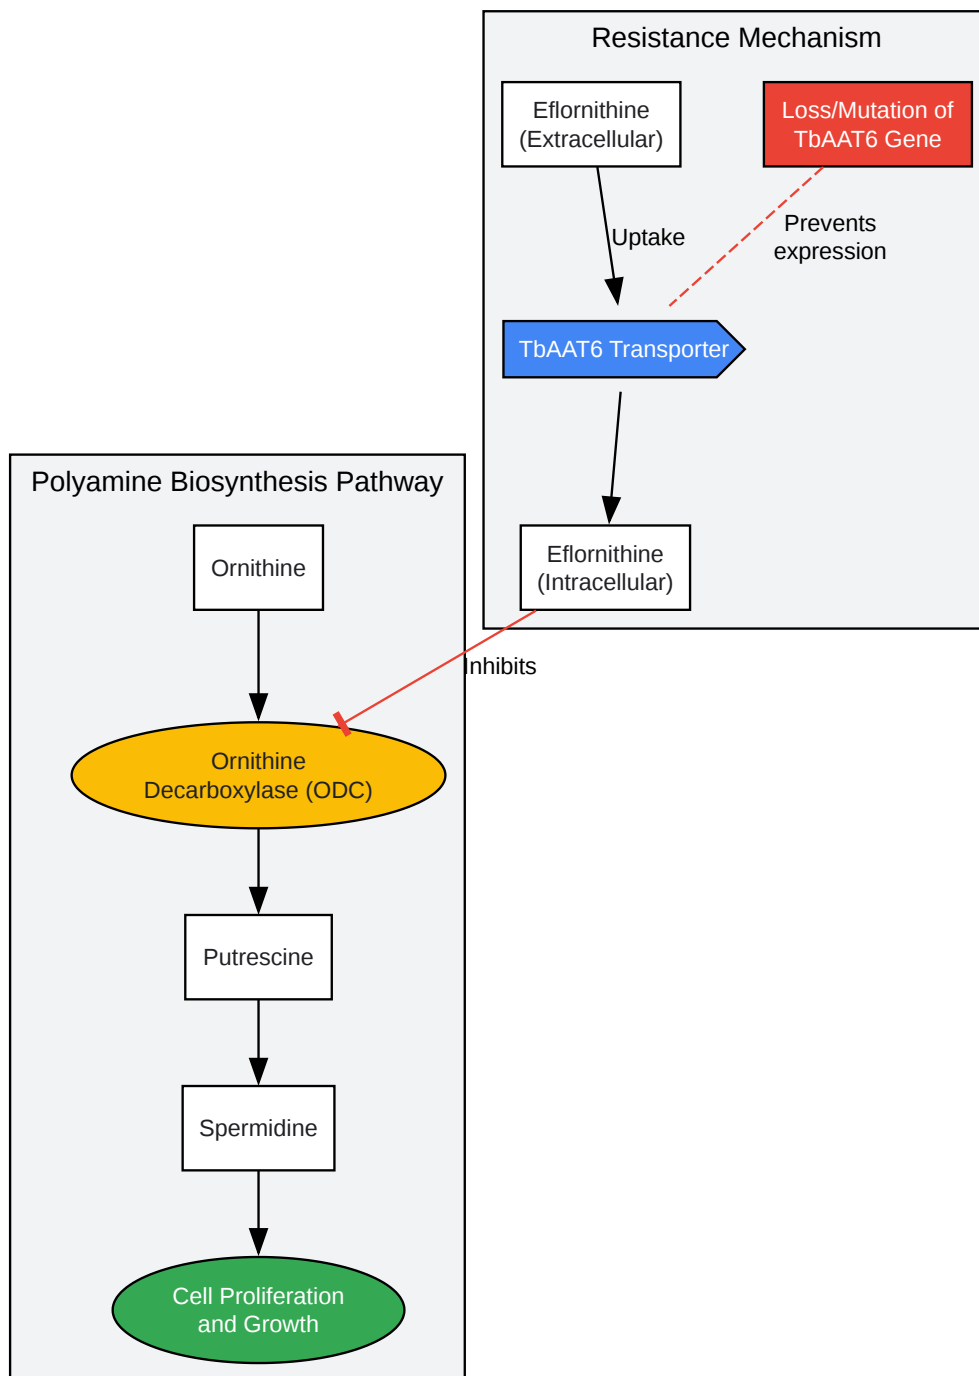 Resistance Mechanism
Eflornithine
(Extracellular)
Loss/Mutation of
TbAAT6 Gene
Uptake
Prevents
expression
TbAAT6 Transporter
Eflornithine
(Intracellular)
Inhibits
Polyamine Biosynthesis Pathway
Ornithine
Ornithine
Decarboxylase (ODC)
Putrescine
Spermidine
Cell Proliferation
and Growth